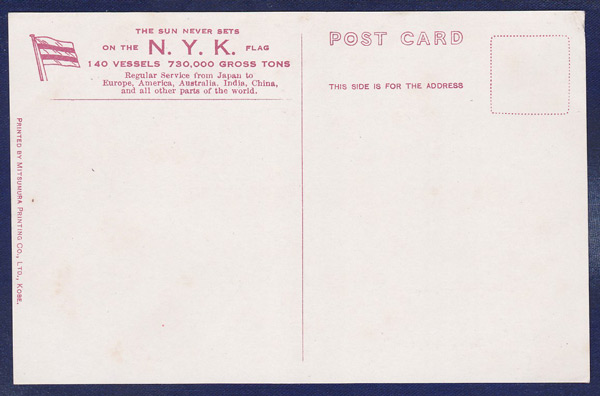 THE SUN NEVER SETS
ON THE N. Y. K. FLAG
140 VESSELS 730,000 GROSS TONS
Regular Service from Japan to
Europe, America, Australia, India, China,
and all other parts of the world.
POST CARD
THIS SIDE IS FOR THE ADDRESS
PRINTED BY MITSUMURA PRINTING CO., LTD., KOBE.